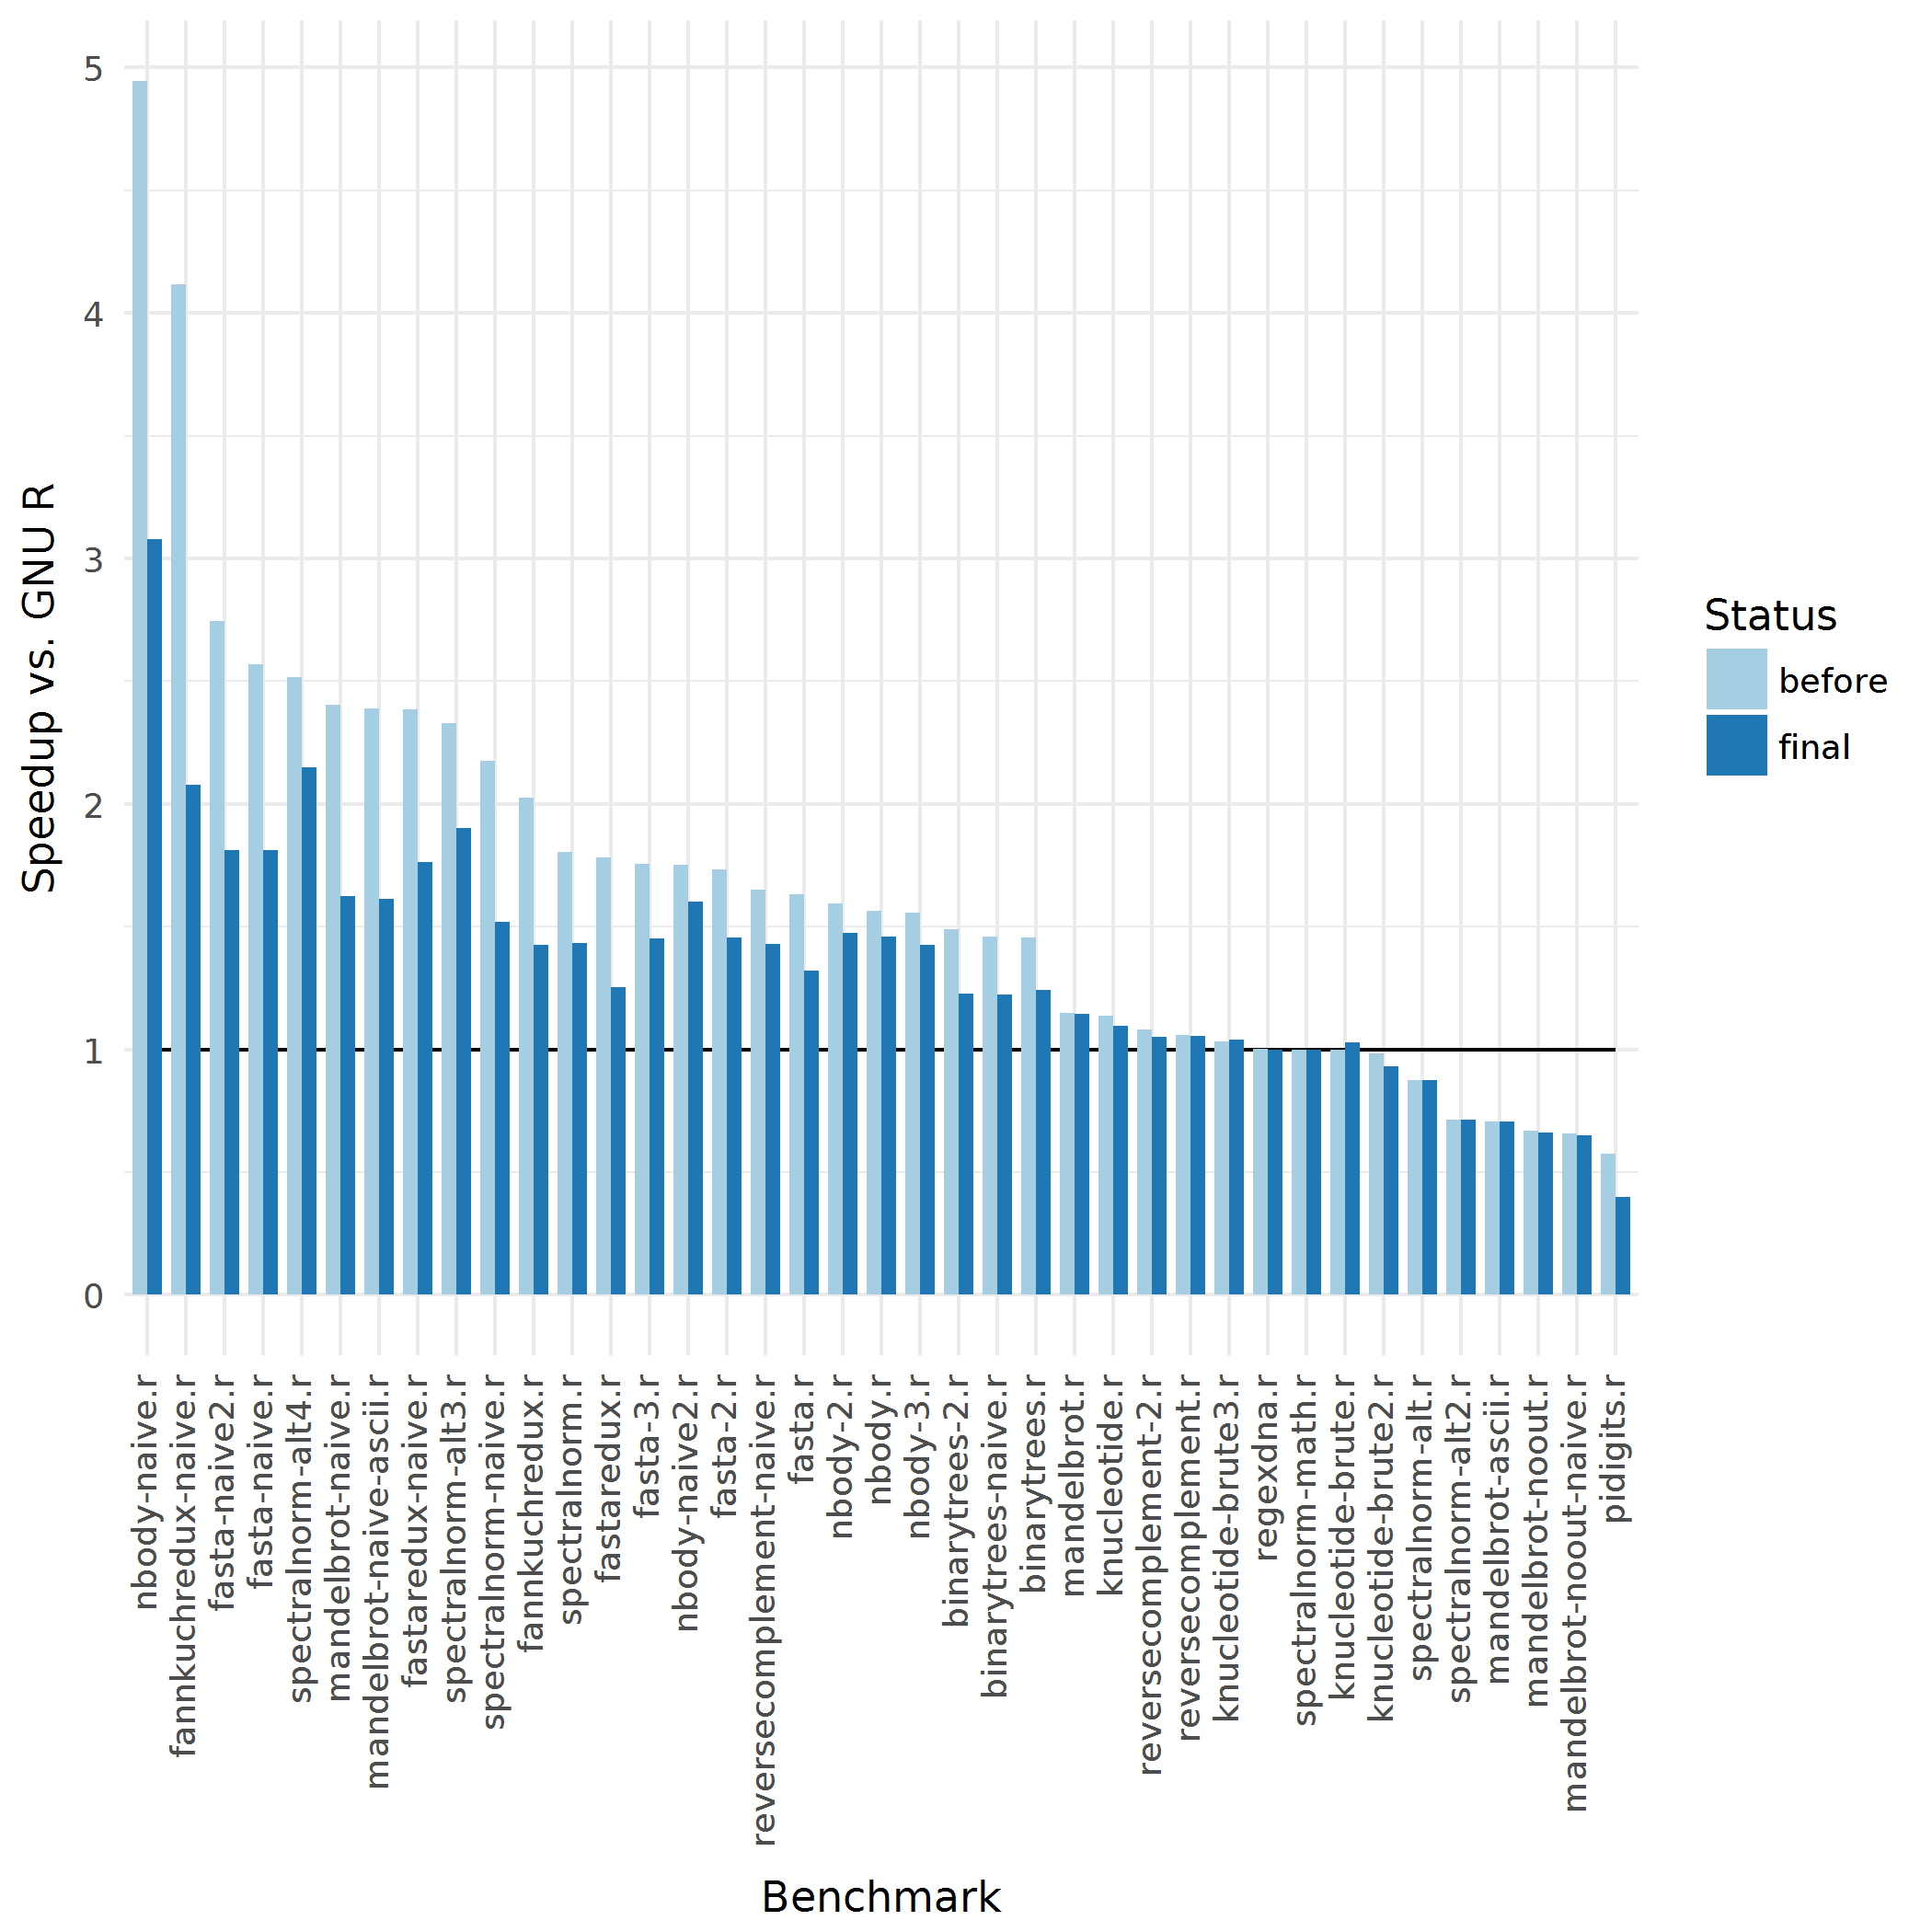 Speedup vs. GNU R
5
4
3
2
1
0
nbody-naive.r
fannkuchredux-naive.r
fasta-naive2.r
fasta-naive.r
spectralnorm-alt4.r
mandelbrot-naive.r
mandelbrot-naive-ascii.r
fastaredux-naive.r
spectralnorm-alt3.r
spectralnorm-naive.r
fannkuchredux.r
spectralnorm.r
fastaredux.r
fasta-3.r
nbody-naive2.r
fasta-2.r
reversecomplement-naive.r
fasta.r
nbody-2.r
nbody.r
nbody-3.r
binarytrees-2.r
binarytrees-naive.r
binarytrees.r
mandelbrot.r
knucleotide.r
reversecomplement-2.r
reversecomplement.r
knucleotide-brute3.r
regexdna.r
spectralnorm-math.r
knucleotide-brute.r
knucleotide-brute2.r
spectralnorm-alt.r
spectralnorm-alt2.r
mandelbrot-ascii.r
mandelbrot-noout.r
mandelbrot-noout-naive.r
pidigits.r
Benchmark
Status
before
final